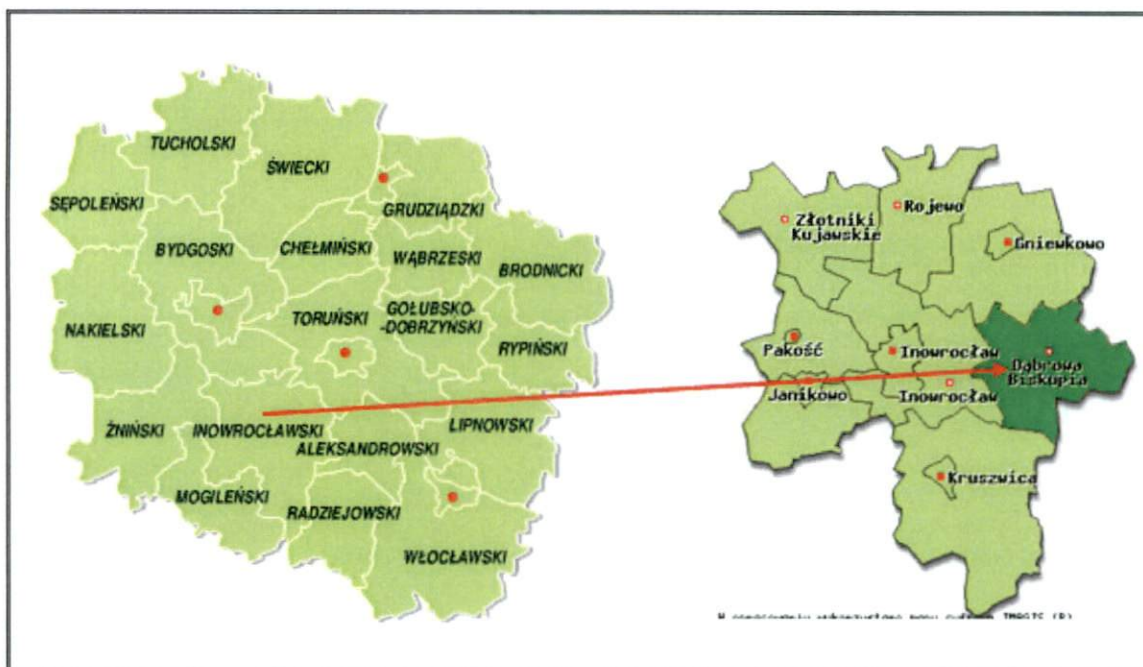 TUCHOLSKI
ŚWIECKI
SĘPOLEŃSKI
GRUDZIĄDZKI
BYDGOSKI
CHEŁMIŃSKI
WĄBRZESKI
BRODNICKI
NAKIELSKI
TORUŃSKI
GOŁUBSKO-
-DOBRZYŃSKI
RYPIŃSKI
ŻNIŃSKI
INOWROCŁAWSKI
LIPNOWSKI
ALEKSANDROWSKI
MOGILEŃSKI
RADZIEJOWSKI
WŁOCŁAWSKI
Złotniki
Kujawskie
Rojewo
Gniewkowo
Pakość
Inowrocław
Dąbrowa
Biskupia
Janikowo
Inowrocław
Kruszwica